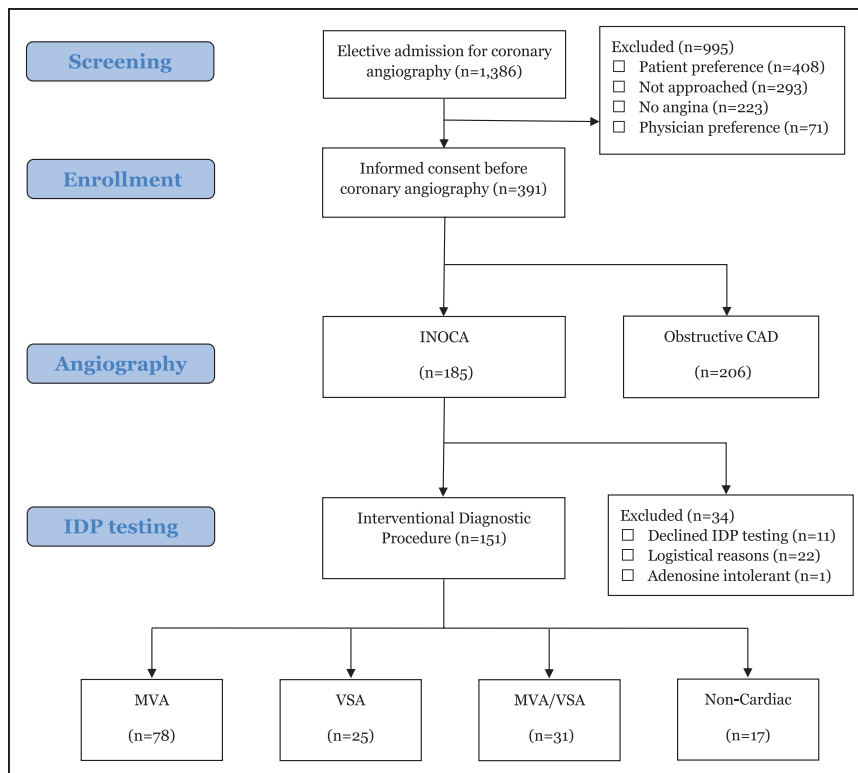 Screening
Elective admission for coronary
angiography (n=1,386)
Excluded (n=995)
☐ Patient preference (n=408)
☐ Not approached (n=293)
☐ No angina (n=223)
☐ Physician preference (n=71)
Enrollment
Informed consent before
coronary angiography (n=391)
Angiography
INOCA
(n=185)
Obstructive CAD
(n=206)
IDP testing
Interventional Diagnostic
Procedure (n=151)
Excluded (n=34)
☐ Declined IDP testing (n=11)
☐ Logistical reasons (n=22)
☐ Adenosine intolerant (n=1)
MVA
(n=78)
VSA
(n=25)
MVA/VSA
(n=31)
Non-Cardiac
(n=17)